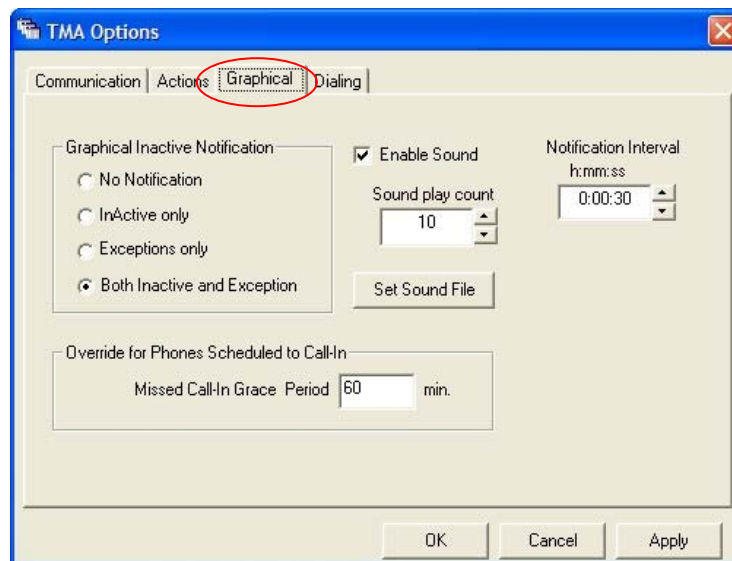 TMA Options
Communication
Actions
Graphical
Dialing
Graphical Inactive Notification
No Notification
InActive only
Exceptions only
Both Inactive and Exception
Enable Sound
Sound play count
10
Set Sound File
Notification Interval
h:mm:ss
0:00:30
Override for Phones Scheduled to Call-In
Missed Call-In Grace Period 60 min.
OK
Cancel
Apply